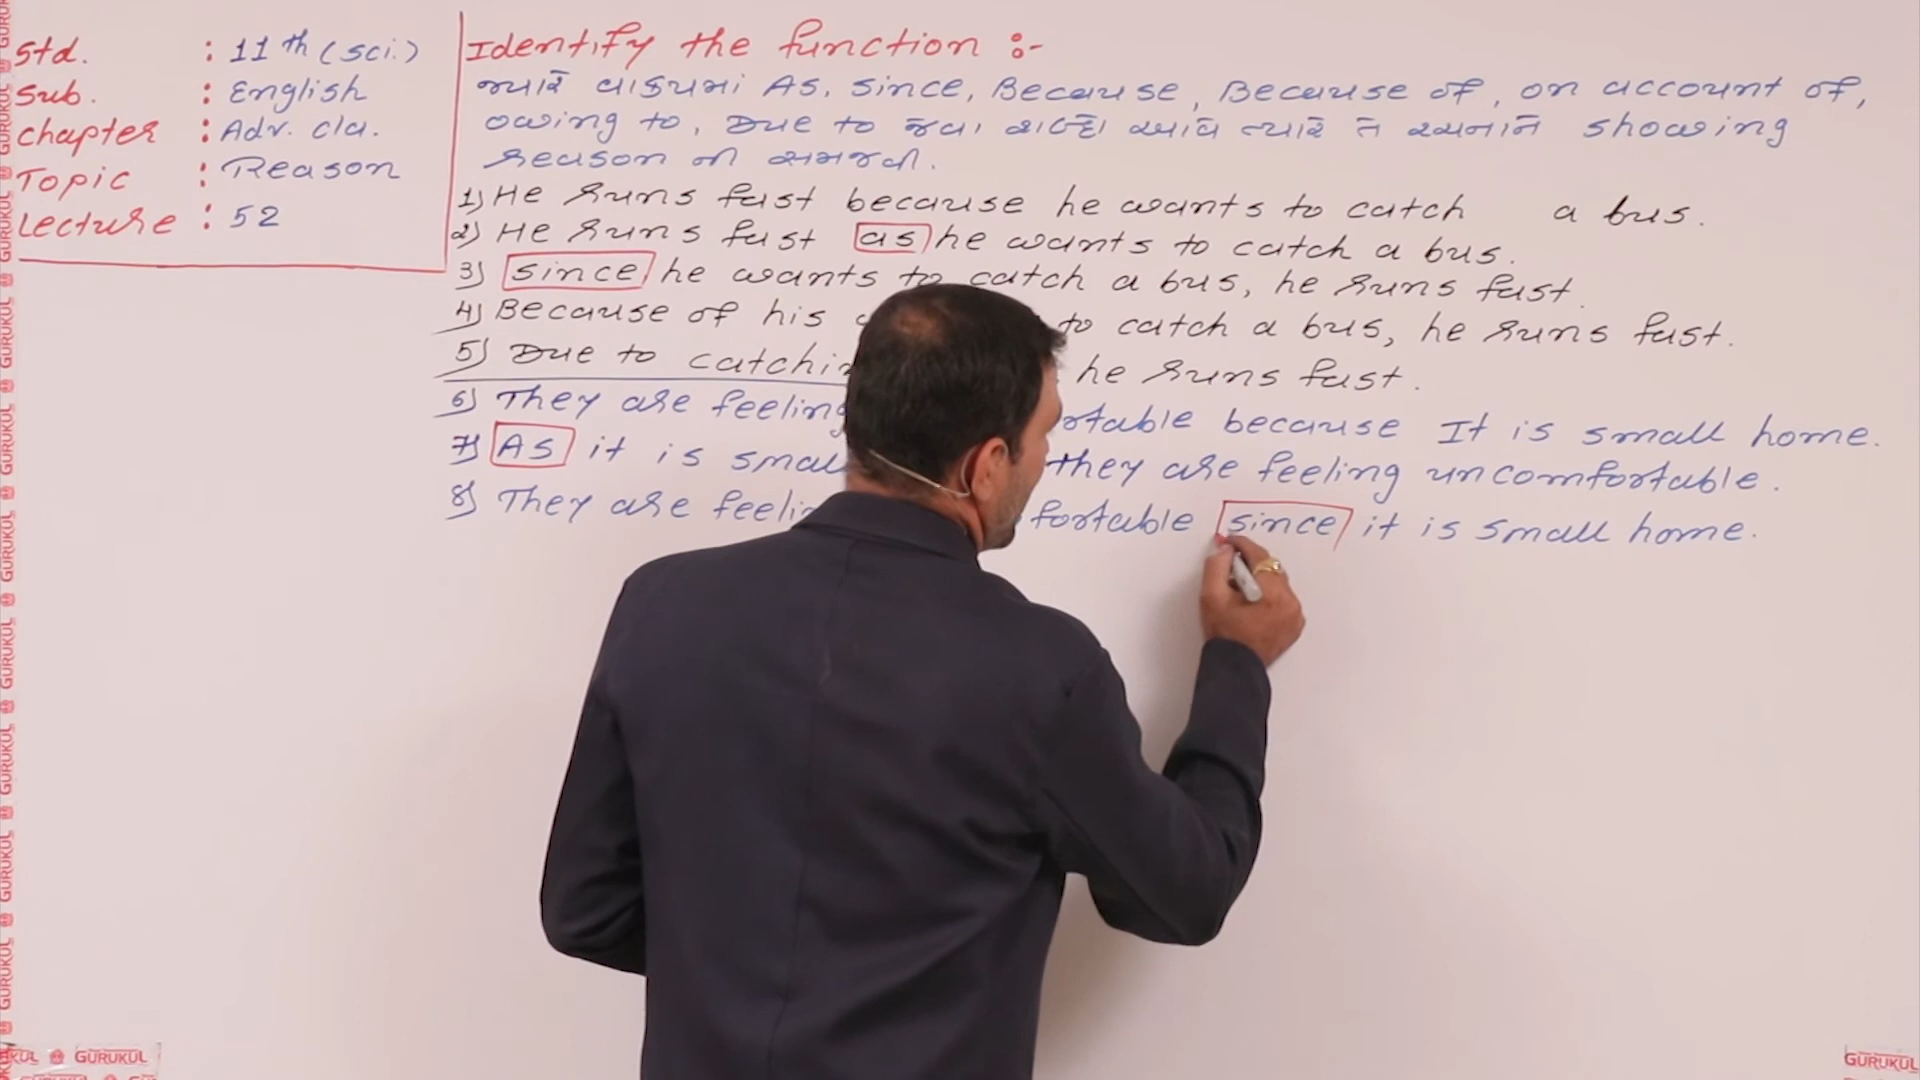 Std. : 11th (sci.)
Sub. : English
chapter : Adv. cla.
Topic : Reason
Lecture : 52
Identify the function :-
જ્યારે વાક્યમાં As, since, Because, Because of, on account of,
owing to, Due to જેવા શબ્દો આવે ત્યારે તે રચનાને showing
reason ની સમજવી.
1) He runs fast because he wants to catch a bus.
2) He runs fast as he wants to catch a bus.
3) since he wants to catch a bus, he runs fast.
4) Because of his to catch a bus, he runs fast.
5) Due to he runs fast.
6) They are feeling because It is small home.
7) As it is they are feeling uncomfortable.
8) They are since it is small home.
GURUKUL
GURUKUL